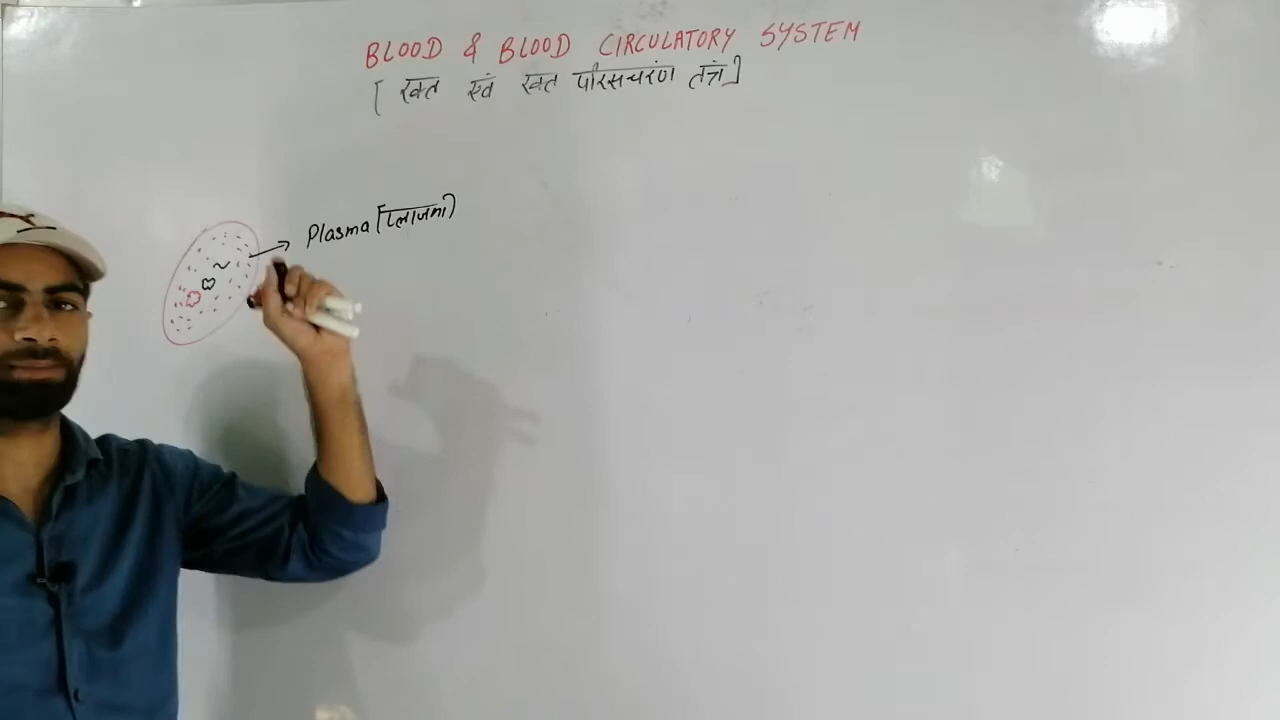 BLOOD & BLOOD CIRCULATORY SYSTEM
[ रक्त एवं रक्त परिसंचरण तंत्र ]
Plasma (प्लाज्मा)